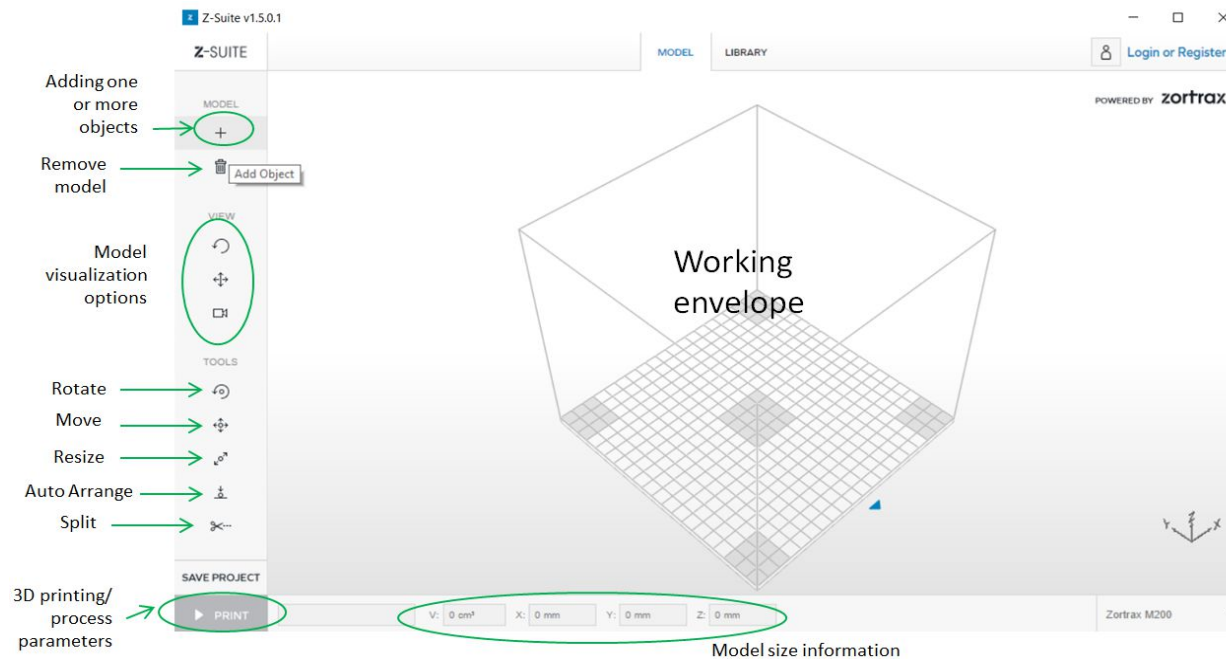 Z-Suite v1.5.0.1
Z-SUITE
MODEL
LIBRARY
Login or Register
POWERED BY zortrax
Adding one
or more
objects
MODEL
Remove
model
Add Object
VIEW
Model
visualization
options
Working
envelope
TOOLS
Rotate
Move
Resize
Auto Arrange
Split
Y Z X
SAVE PROJECT
3D printing/
process
parameters
PRINT
V: 0 cm³ X: 0 mm Y: 0 mm Z: 0 mm
Zortrax M200
Model size information